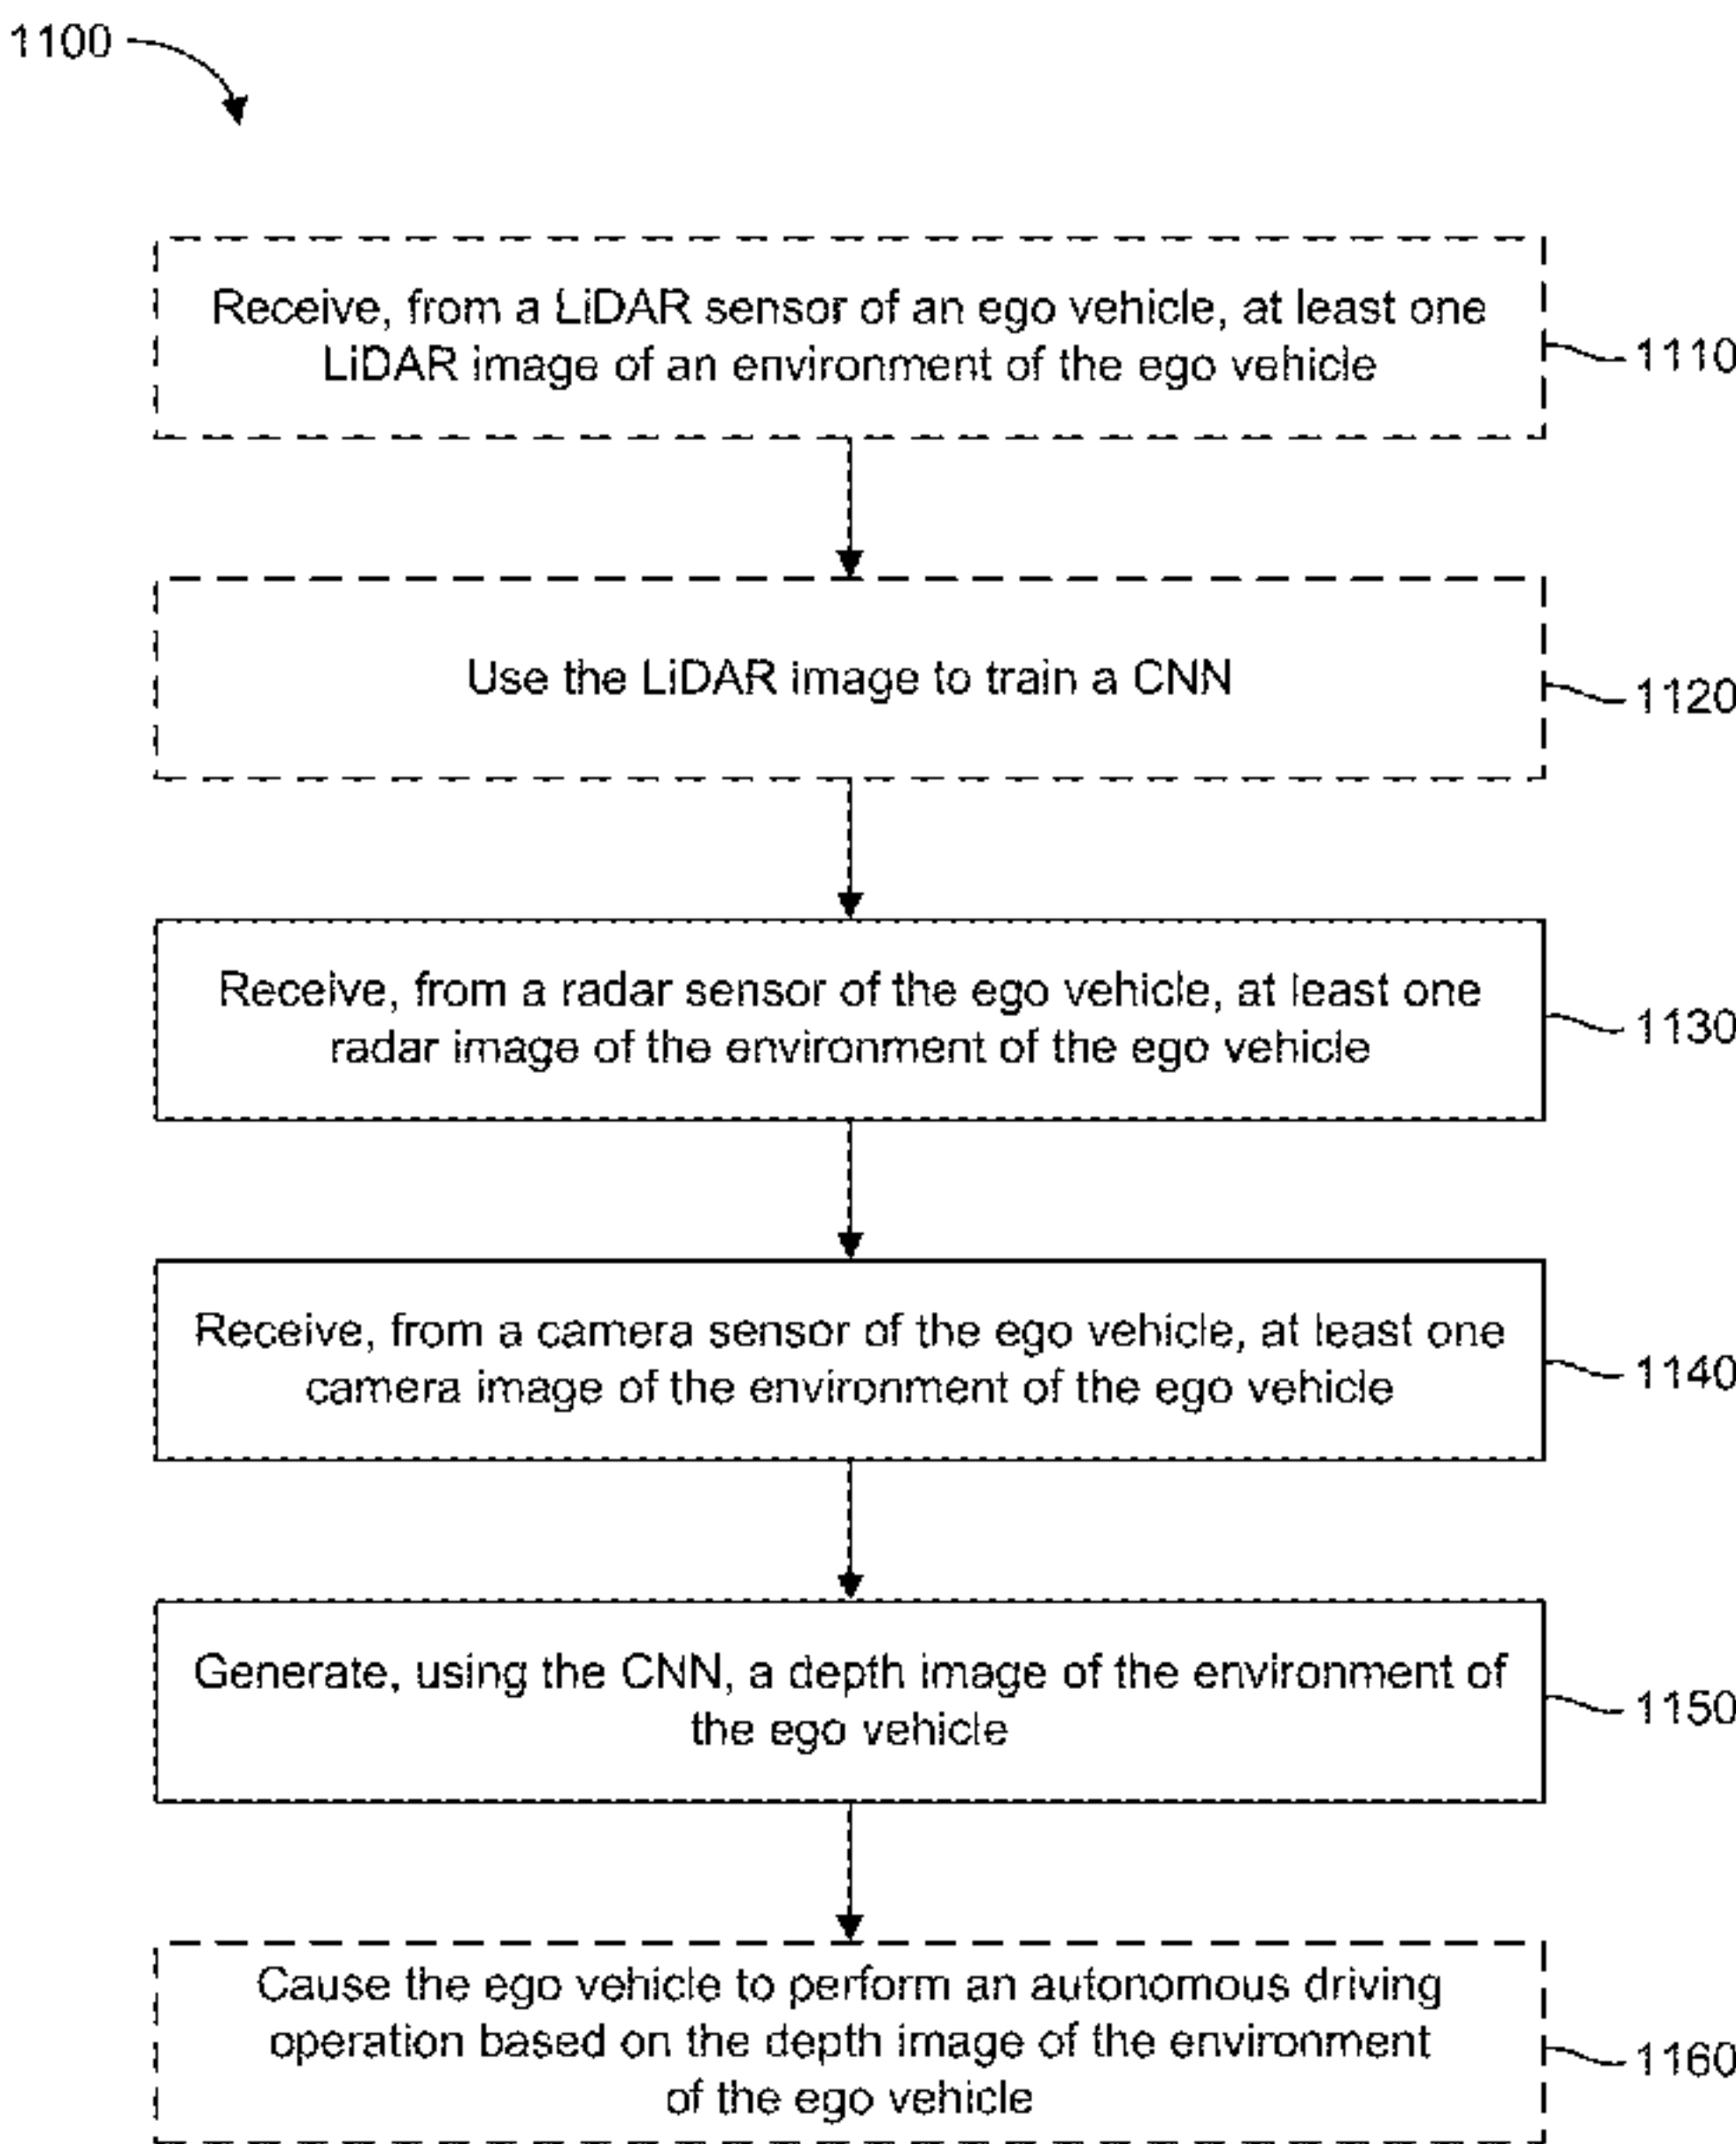 1100
Receive, from a LiDAR sensor of an ego vehicle, at least one
LiDAR image of an environment of the ego vehicle
1110
Use the LiDAR image to train a CNN
1120
Receive, from a radar sensor of the ego vehicle, at least one
radar image of the environment of the ego vehicle
1130
Receive, from a camera sensor of the ego vehicle, at least one
camera image of the environment of the ego vehicle
1140
Generate, using the CNN, a depth image of the environment of
the ego vehicle
1150
Cause the ego vehicle to perform an autonomous driving
operation based on the depth image of the environment
of the ego vehicle
1160